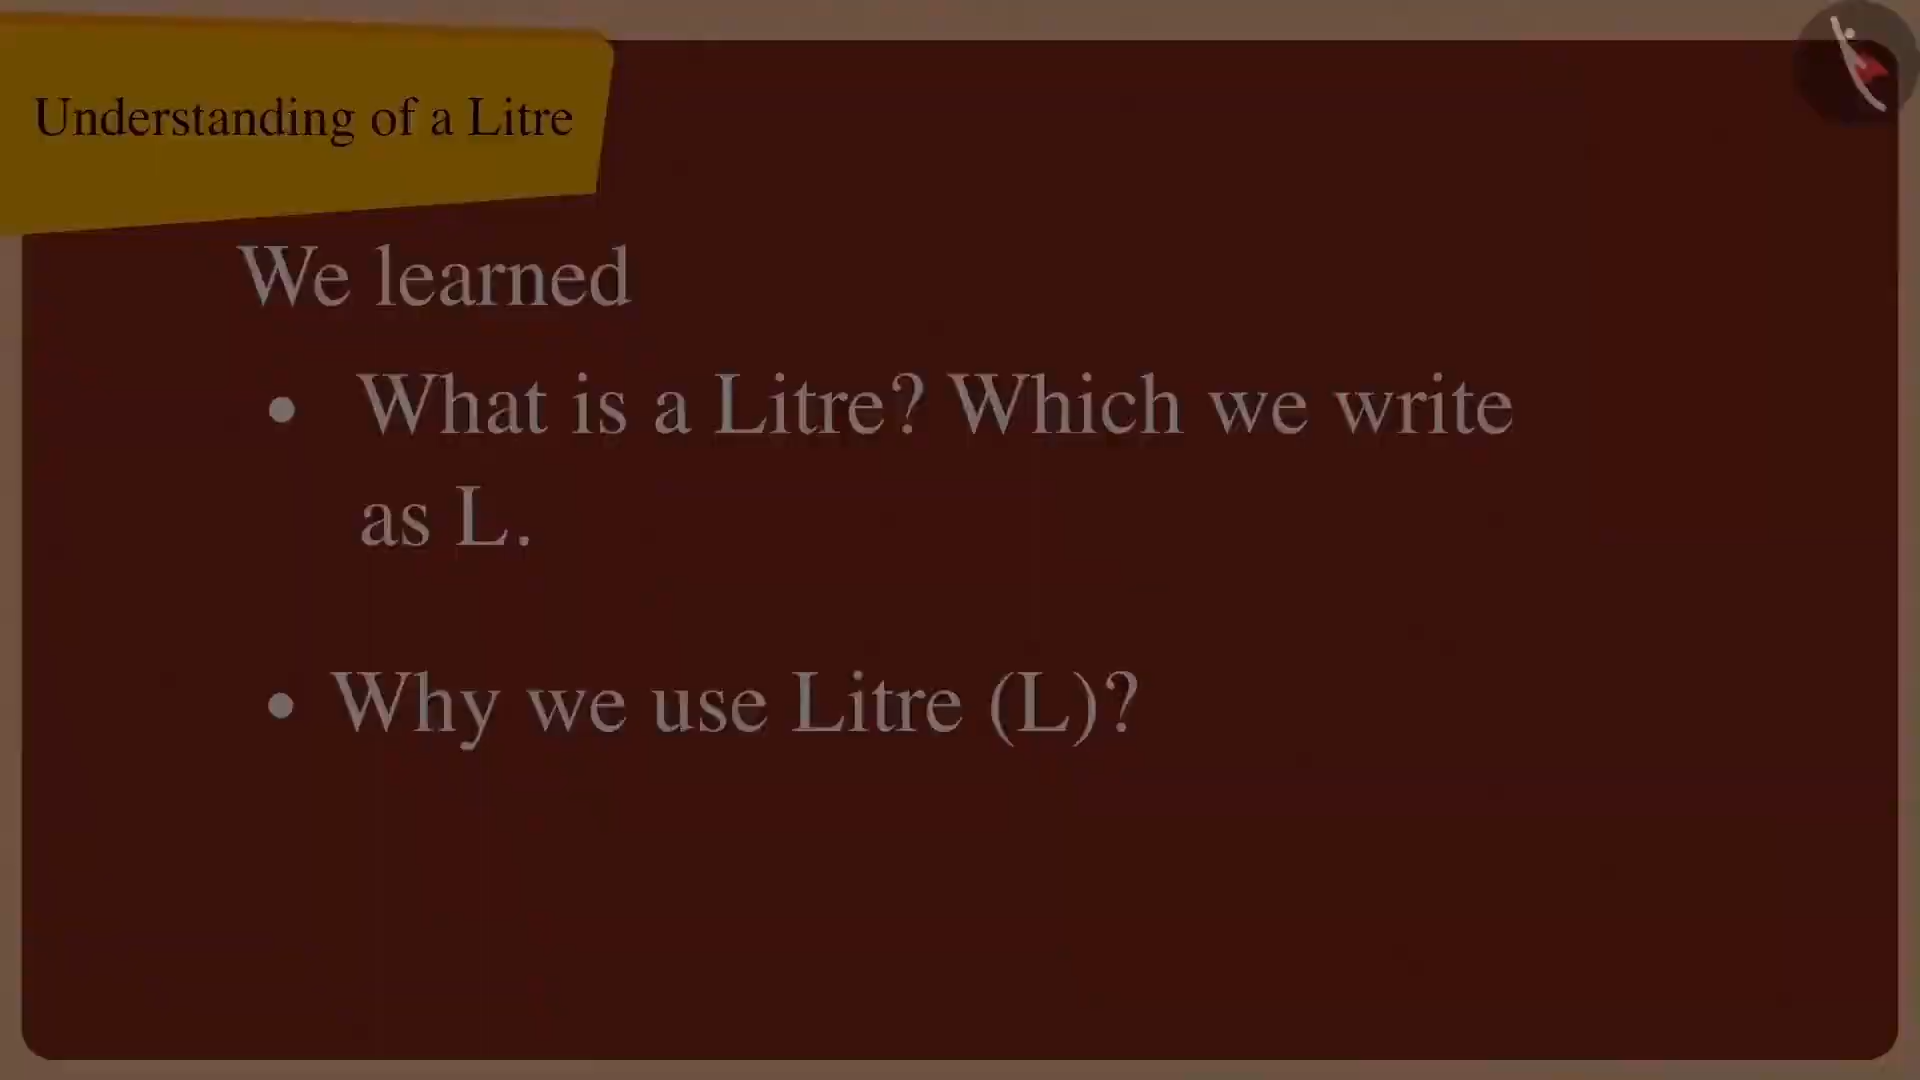 Understanding of a Litre
We learned
• What is a Litre? Which we write
as L.
• Why we use Litre (L)?